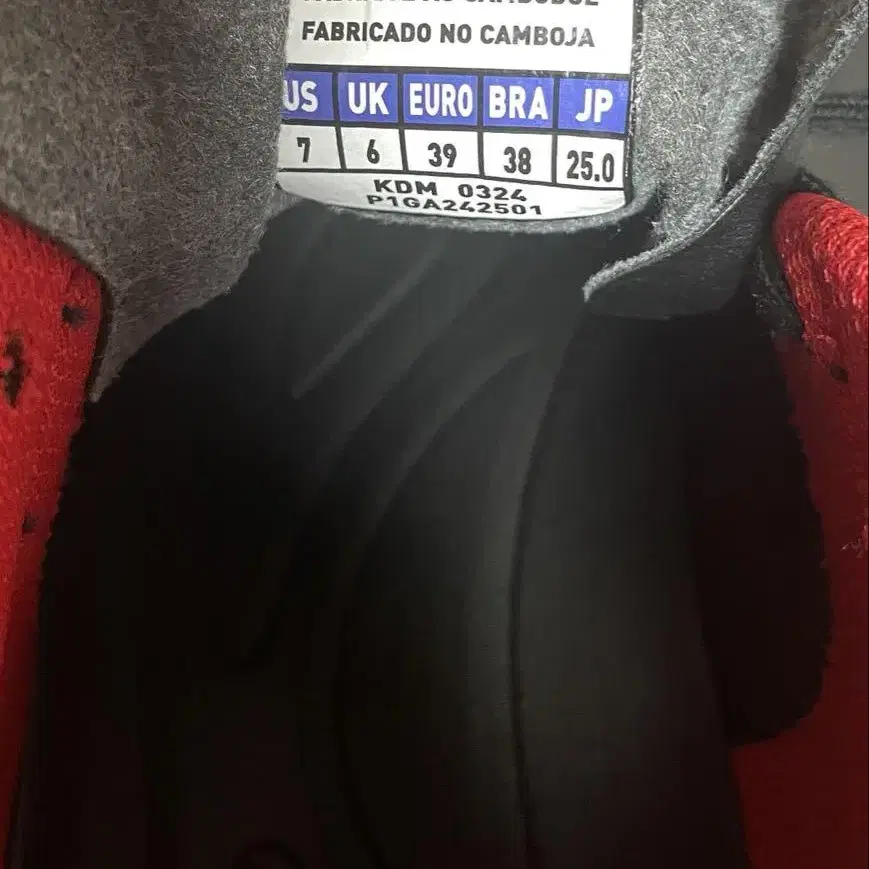 FABRICADO NO CAMBOJA
US UK EURO BRA JP
7 6 39 38 25.0
KDM 0324
P1GA242501